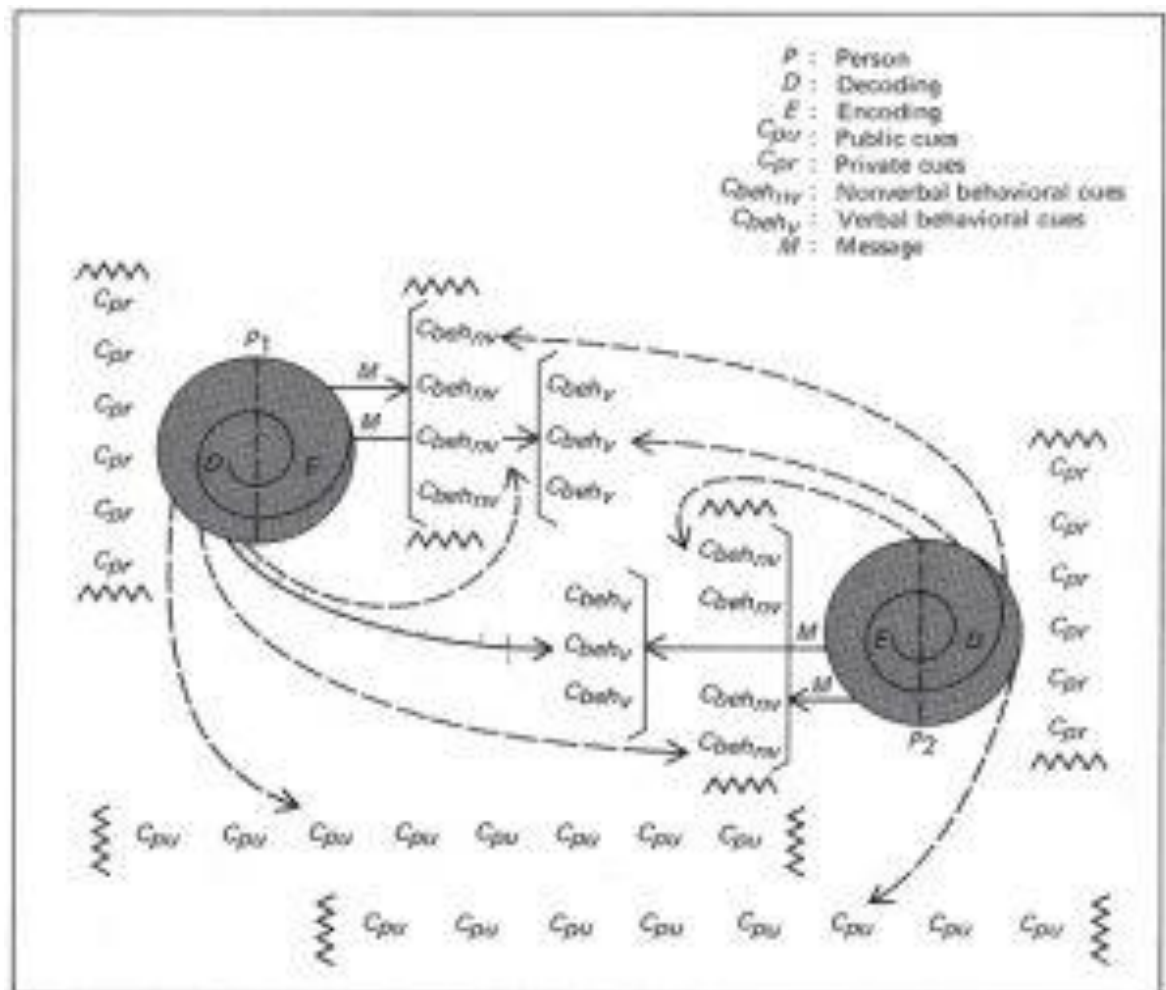 P : Person
D : Decoding
E : Encoding
Cpu : Public cues
Cpr : Private cues
Cbehnv : Nonverbal behavioral cues
Cbehv : Verbal behavioral cues
M : Message
Cpr
Cpr
Cpr
Cpr
Cpr
Cpr
P1
D E
M
M
Cbehnv
Cbehnv
Cbehnv
Cbehnv
Cbehv
Cbehv
Cbehv
Cbehv
Cbehv
Cbehv
Cbehnv
Cbehnv
Cbehnv
Cbehnv
M
M
E D
P2
Cpr
Cpr
Cpr
Cpr
Cpr
Cpr
Cpu Cpu Cpu Cpu Cpu Cpu Cpu Cpu
Cpu Cpu Cpu Cpu Cpu Cpu Cpu Cpu